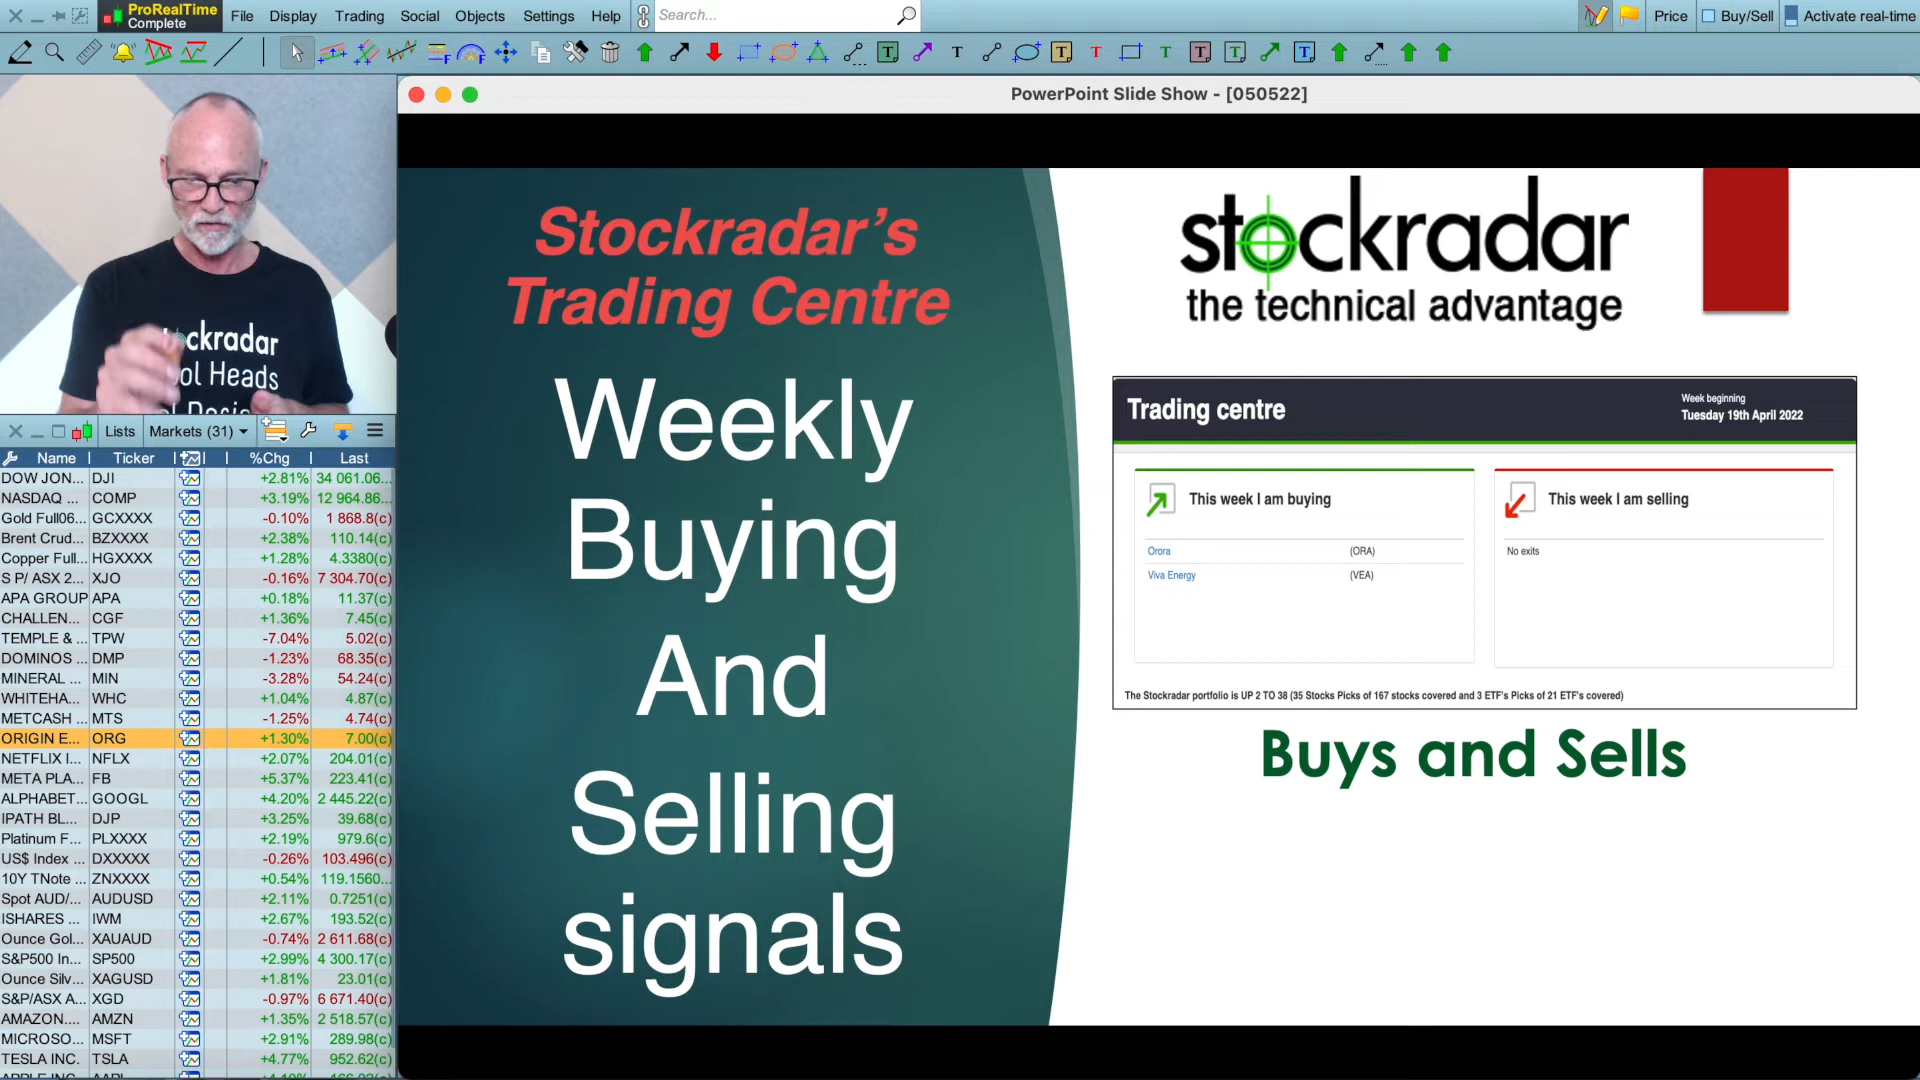 ProRealTime
Complete
File Display Trading Social Objects Settings Help
Search...
Price Buy/Sell Activate real-time
PowerPoint Slide Show - [050522]
Stockradar's
Trading Centre
Weekly
Buying
And
Selling
signals
stockradar
the technical advantage
Trading centre
Week beginning
Tuesday 19th April 2022
This week I am buying
Orora (ORA)
Viva Energy (VEA)
This week I am selling
No exits
The Stockradar portfolio is UP 2 TO 38 (35 Stocks Picks of 167 stocks covered and 3 ETF's Picks of 21 ETF's covered)
Buys and Sells
ckradar
ol Heads
Lists Markets (31)
Name Ticker %Chg Last
DOW JON... DJI +2.81% 34 061.06...
NASDAQ ... COMP +3.19% 12 964.86...
Gold Full06... GCXXXX -0.10% 1 868.8(c)
Brent Crud... BZXXXX +2.38% 110.14(c)
Copper Full... HGXXXX +1.28% 4.3380(c)
S P/ ASX 2... XJO -0.16% 7 304.70(c)
APA GROUP APA +0.18% 11.37(c)
CHALLEN... CGF +1.36% 7.45(c)
TEMPLE & ... TPW -7.04% 5.02(c)
DOMINOS ... DMP -1.23% 68.35(c)
MINERAL ... MIN -3.28% 54.24(c)
WHITEHA... WHC +1.04% 4.87(c)
METCASH ... MTS -1.25% 4.74(c)
ORIGIN E... ORG +1.30% 7.00(c)
NETFLIX I... NFLX +2.07% 204.01(c)
META PLA... FB +5.37% 223.41(c)
ALPHABET... GOOGL +4.20% 2 445.22(c)
IPATH BL... DJP +3.25% 39.68(c)
Platinum F... PLXXXX +2.19% 979.6(c)
US$ Index ... DXXXXX -0.26% 103.496(c)
10Y TNote ... ZNXXXX +0.54% 119.1560...
Spot AUD/... AUDUSD +2.11% 0.7251(c)
ISHARES ... IWM +2.67% 193.52(c)
Ounce Gol... XAUAUD -0.74% 2 611.68(c)
S&P500 In... SP500 +2.99% 4 300.17(c)
Ounce Silv... XAGUSD +1.81% 23.01(c)
S&P/ASX A... XGD -0.97% 6 671.40(c)
AMAZON.... AMZN +1.35% 2 518.57(c)
MICROSO... MSFT +2.91% 289.98(c)
TESLA INC. TSLA +4.77% 952.62(c)